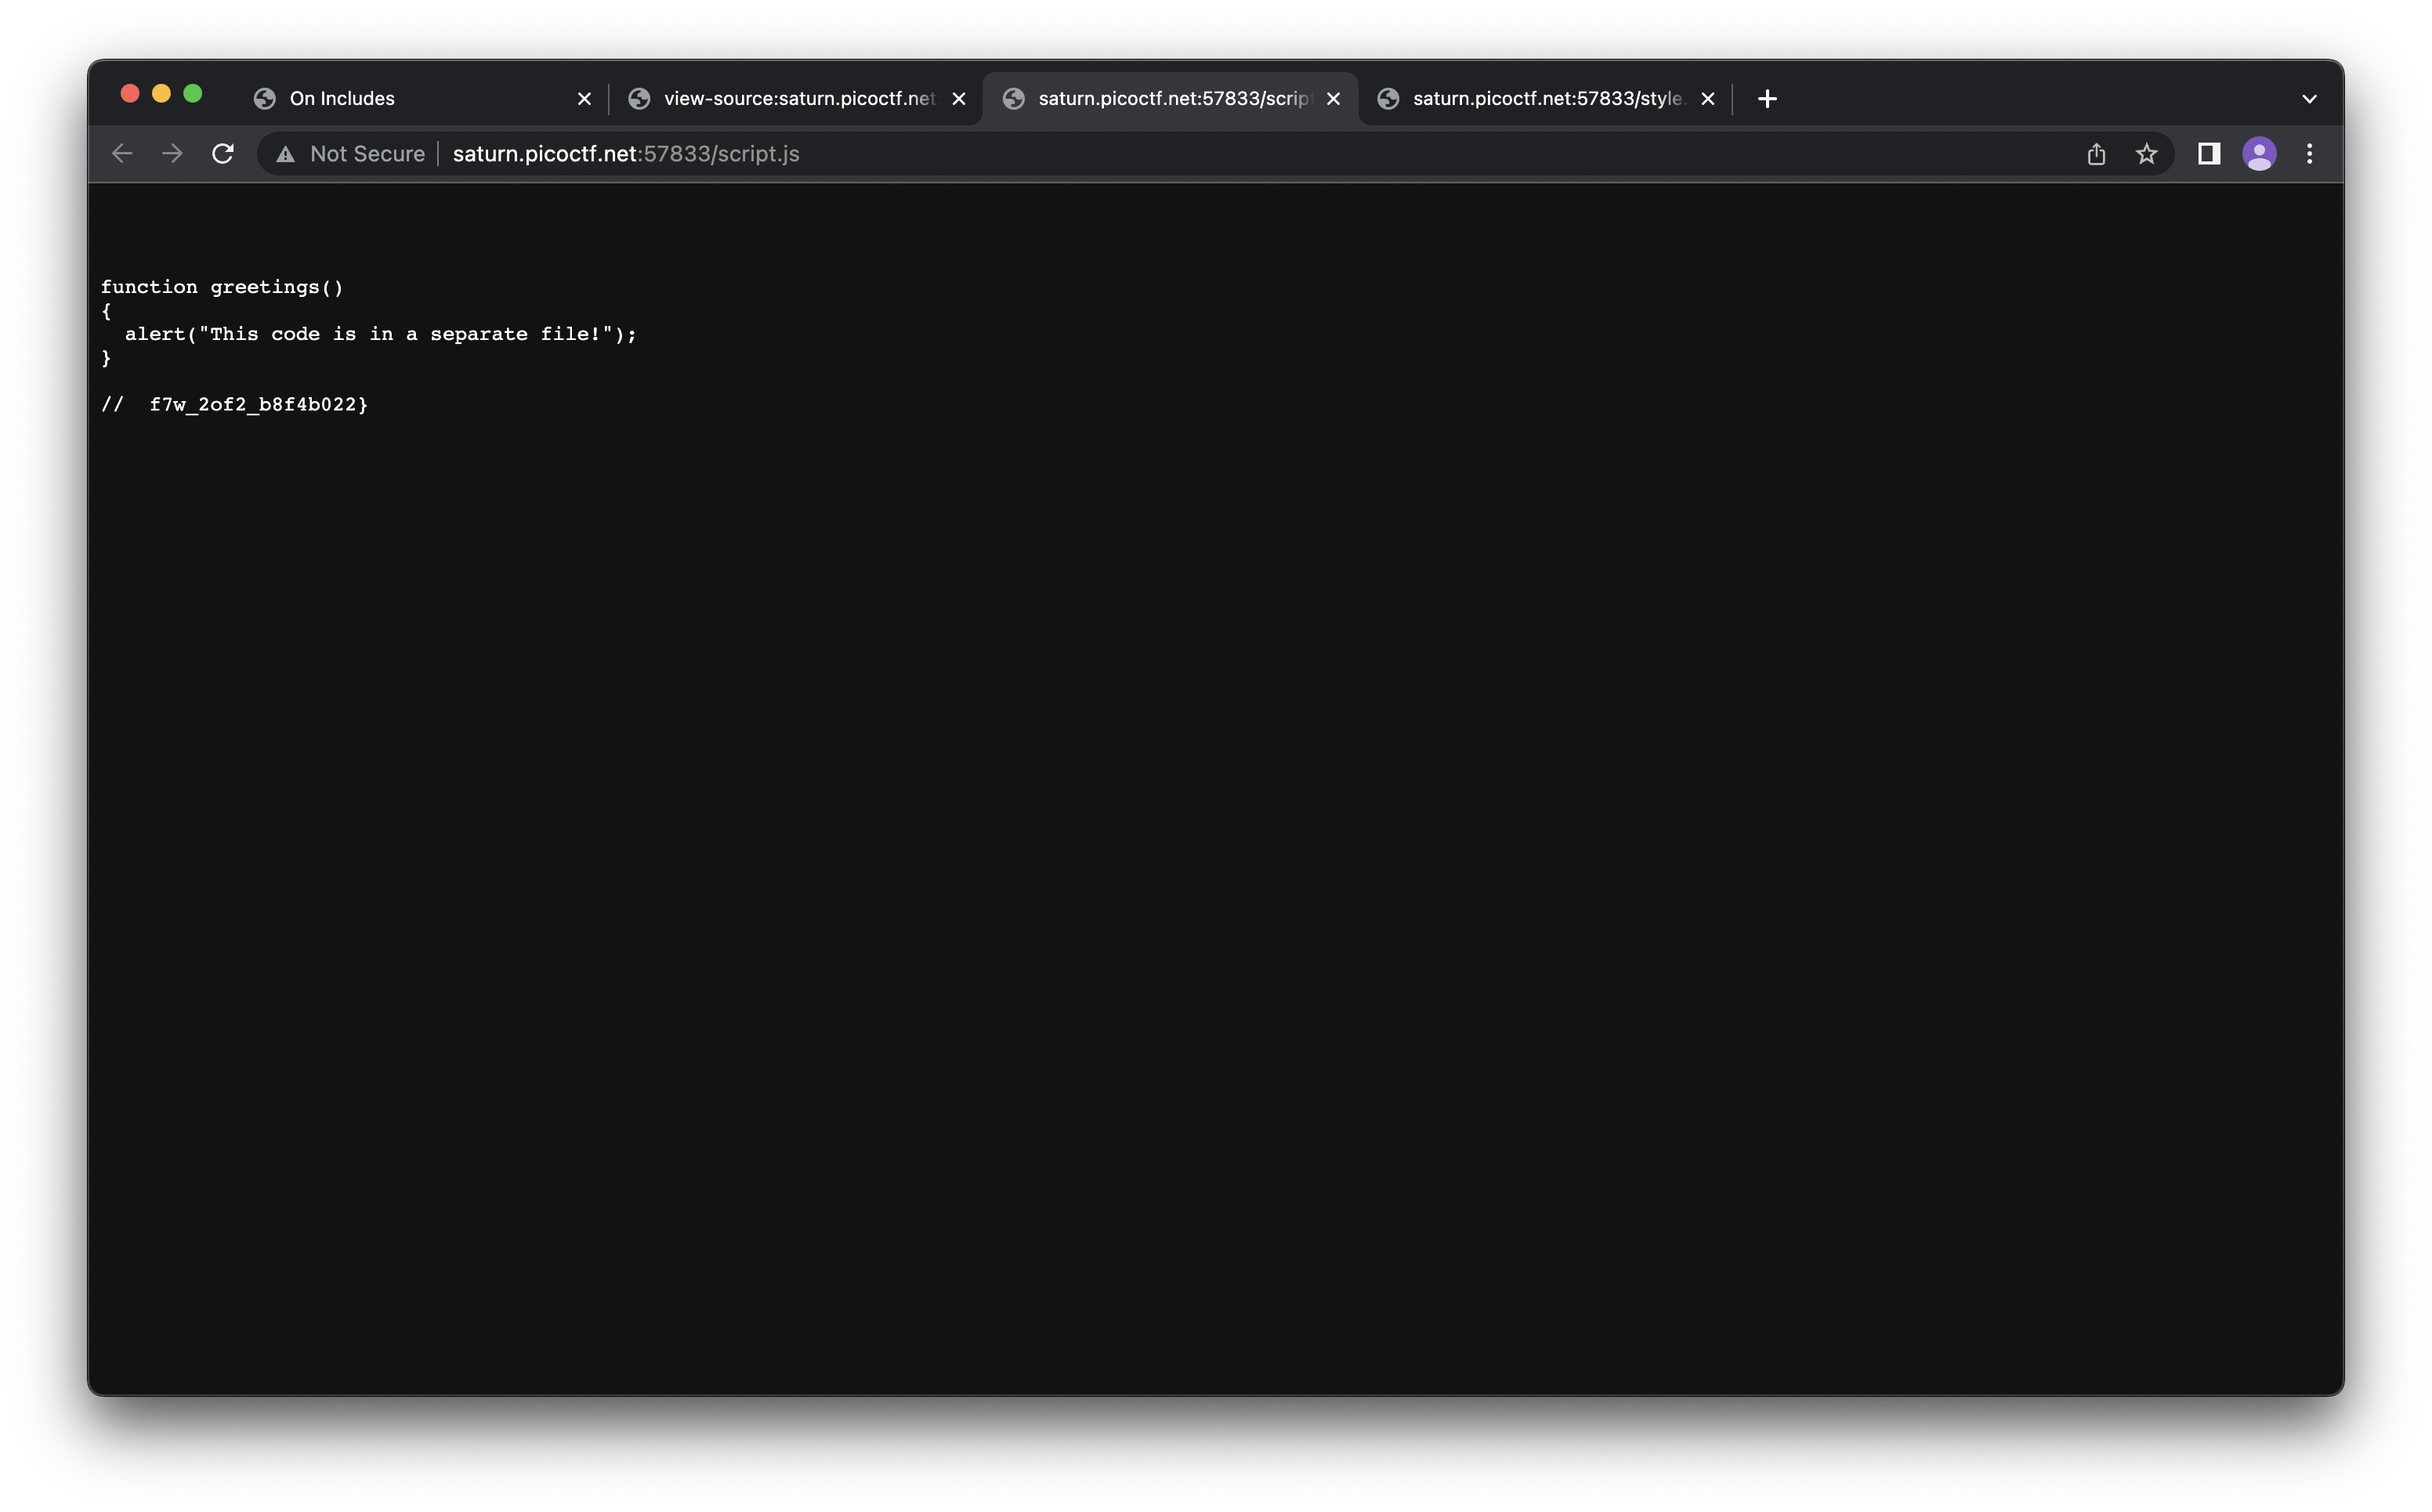 On Includes
view-source:saturn.picoctf.net
saturn.picoctf.net:57833/script
saturn.picoctf.net:57833/style.
Not Secure
saturn.picoctf.net:57833/script.js
function greetings()
{
  alert("This code is in a separate file!");
}
//  f7w_2of2_b8f4b022}